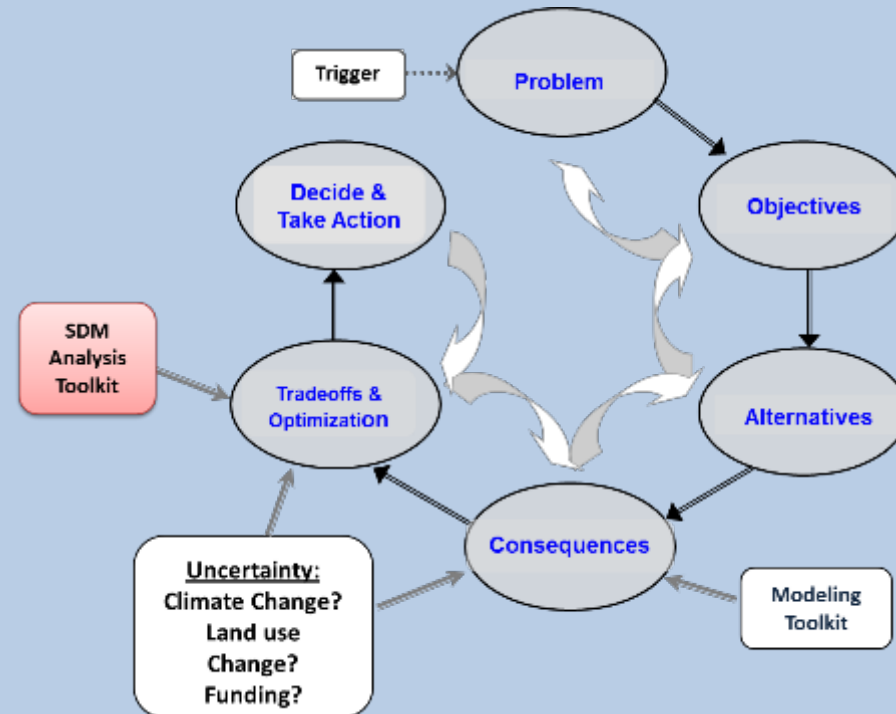 Trigger
Problem
Decide &
Take Action
Objectives
SDM
Analysis
Toolkit
Tradeoffs &
Optimization
Alternatives
Consequences
Uncertainty:
Climate Change?
Land use
Change?
Funding?
Modeling
Toolkit